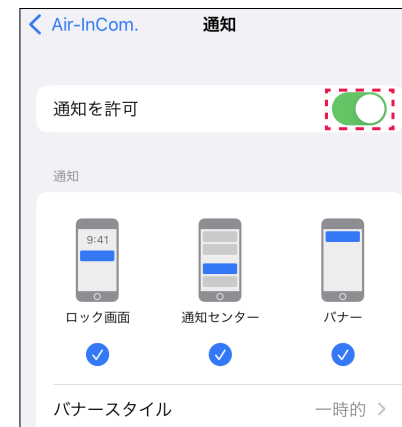 Air-InCom. 通知
通知を許可
通知
9:41
ロック画面 通知センター バナー
バナースタイル 一時的